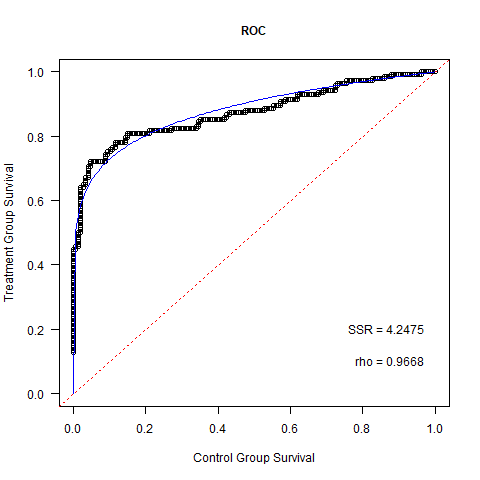 ROC
Treatment Group Survival
1.0
0.8
0.6
0.4
0.2
0.0
SSR = 4.2475
rho = 0.9668
0.0 0.2 0.4 0.6 0.8 1.0
Control Group Survival